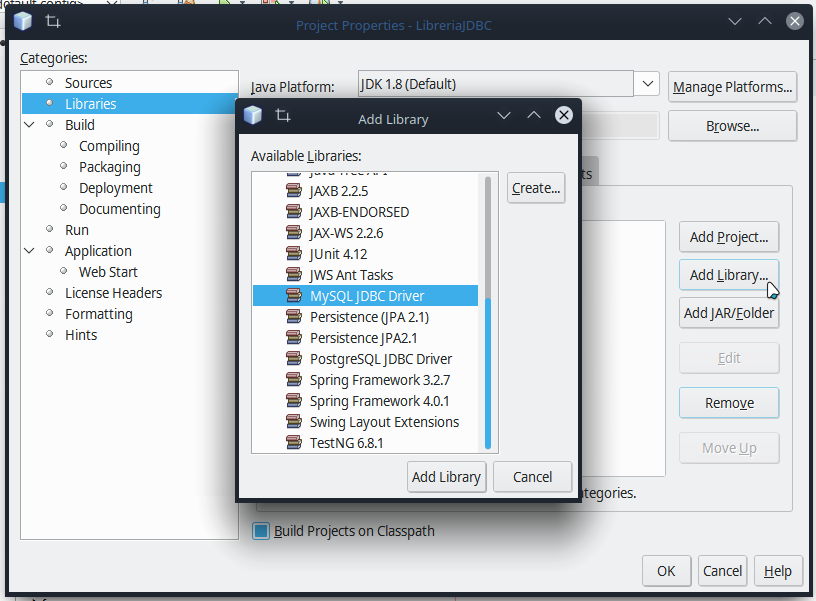 Project Properties - LibreriaJDBC
Categories:
Sources
Libraries
Build
Compiling
Packaging
Deployment
Documenting
Run
Application
Web Start
License Headers
Formatting
Hints
Java Platform:
JDK 1.8 (Default)
Manage Platforms...
Browse...
Add Library
Available Libraries:
JAXB 2.2.5
JAXB-ENDORSED
JAX-WS 2.2.6
JUnit 4.12
JWS Ant Tasks
MySQL JDBC Driver
Persistence (JPA 2.1)
Persistence JPA2.1
PostgreSQL JDBC Driver
Spring Framework 3.2.7
Spring Framework 4.0.1
Swing Layout Extensions
TestNG 6.8.1
Create...
Add Library
Cancel
ts
Add Project...
Add Library...
Add JAR/Folder
Edit
Remove
Move Up
ategories.
Build Projects on Classpath
OK
Cancel
Help